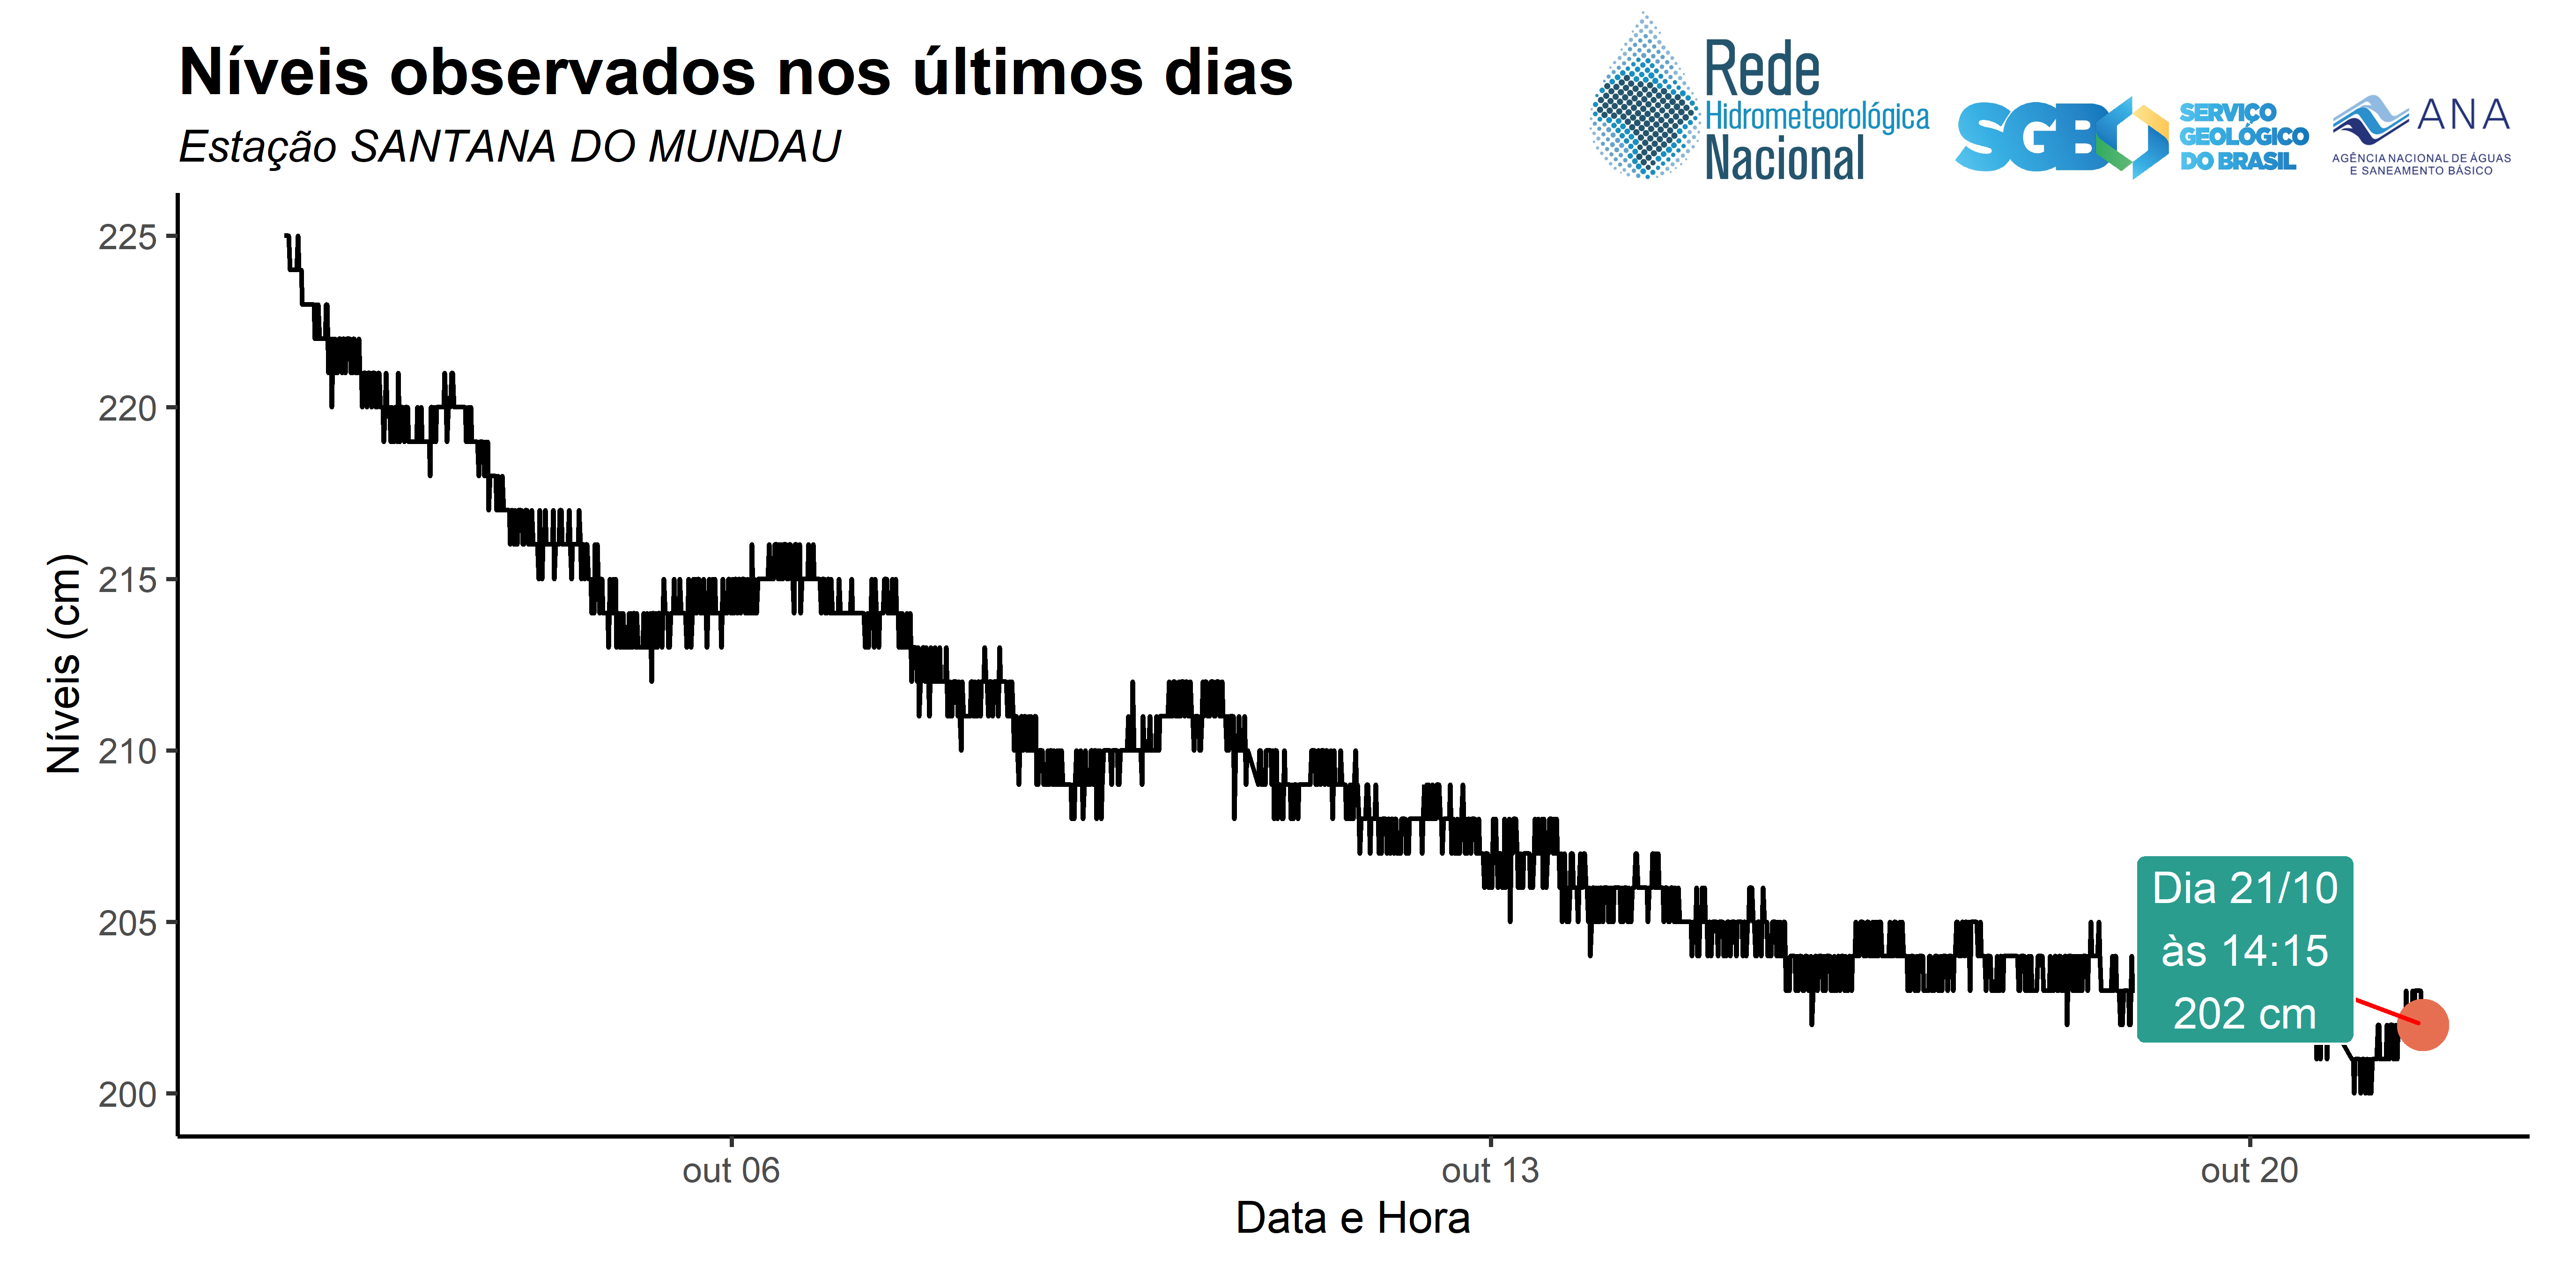 Níveis observados nos últimos dias
Estação SANTANA DO MUNDAU
Rede
Hidrometeorológica
Nacional
SGB
SERVIÇO
GEOLÓGICO
DO BRASIL
ANA
AGÊNCIA NACIONAL DE ÁGUAS
E SANEAMENTO BÁSICO
Níveis (cm)
225
220
215
210
205
200
Dia 21/10
às 14:15
202 cm
out 06
out 13
out 20
Data e Hora